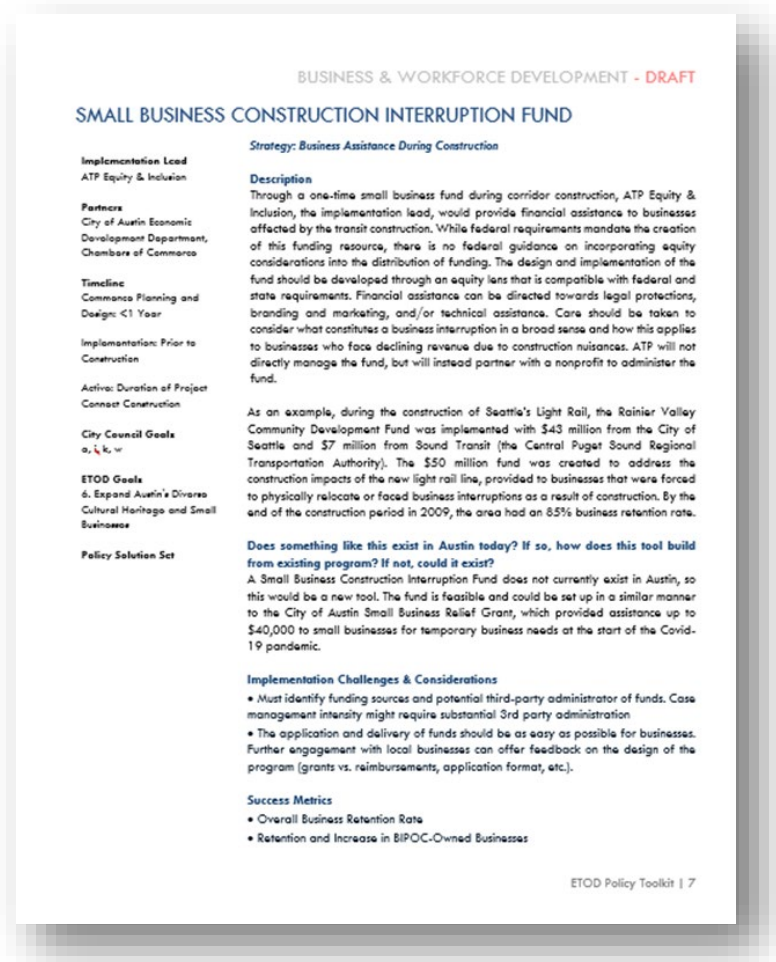 BUSINESS & WORKFORCE DEVELOPMENT - DRAFT
SMALL BUSINESS CONSTRUCTION INTERRUPTION FUND
Implementation Lead
ATP Equity & Inclusion
Partners
City of Austin Economic
Development Department,
Chambers of Commerce
Timeline
Commence Planning and
Design: <1 Year
Implementation: Prior to
Construction
Active: Duration of Project
Connect Construction
City Council Goals
a, i, k, w
ETOD Goals
6. Expand Austin's Diverse
Cultural Heritage and Small
Businesses
Policy Solution Set
Strategy: Business Assistance During Construction
Description
Through a one-time small business fund during corridor construction, ATP Equity &
Inclusion, the implementation lead, would provide financial assistance to businesses
affected by the transit construction. While federal requirements mandate the creation
of this funding resource, there is no federal guidance on incorporating equity
considerations into the distribution of funding. The design and implementation of the
fund should be developed through an equity lens that is compatible with federal and
state requirements. Financial assistance can be directed towards legal protections,
branding and marketing, and/or technical assistance. Care should be taken to
consider what constitutes a business interruption in a broad sense and how this applies
to businesses who face declining revenue due to construction nuisances. ATP will not
directly manage the fund, but will instead partner with a nonprofit to administer the
fund.
As an example, during the construction of Seattle's Light Rail, the Rainier Valley
Community Development Fund was implemented with $43 million from the City of
Seattle and $7 million from Sound Transit (the Central Puget Sound Regional
Transportation Authority). The $50 million fund was created to address the
construction impacts of the new light rail line, provided to businesses that were forced
to physically relocate or faced business interruptions as a result of construction. By the
end of the construction period in 2009, the area had an 85% business retention rate.
Does something like this exist in Austin today? If so, how does this tool build
from existing program? If not, could it exist?
A Small Business Construction Interruption Fund does not currently exist in Austin, so
this would be a new tool. The fund is feasible and could be set up in a similar manner
to the City of Austin Small Business Relief Grant, which provided assistance up to
$40,000 to small businesses for temporary business needs at the start of the Covid-
19 pandemic.
Implementation Challenges & Considerations
• Must identify funding sources and potential third-party administrator of funds. Case
management intensity might require substantial 3rd party administration
• The application and delivery of funds should be as easy as possible for businesses.
Further engagement with local businesses can offer feedback on the design of the
program (grants vs. reimbursements, application format, etc.).
Success Metrics
• Overall Business Retention Rate
• Retention and Increase in BIPOC-Owned Businesses
ETOD Policy Toolkit | 7